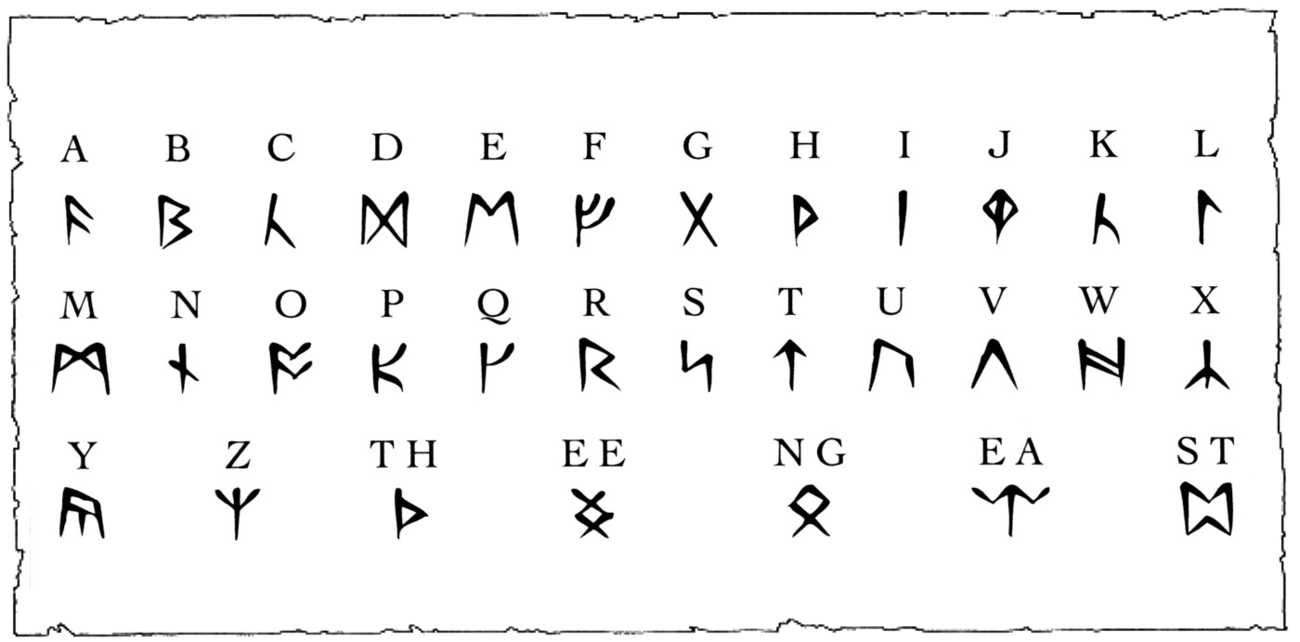 A B C D E F G H I J K L
ᚨ ᛒ ᚳ ᛞ ᛖ ᚠ ᚷ ᚹ ᛁ ᛄ ᚴ ᛚ
M N O P Q R S T U V W X
ᛗ ᚾ ᚩ ᛕ ᚴ ᚱ ᛋ ᛏ ᚢ ᚥ ᚻ ᛦ
Y Z TH EE NG EA ST
ᚣ ᛉ ᚦ ᛝ ᛟ ᛠ ᛥ